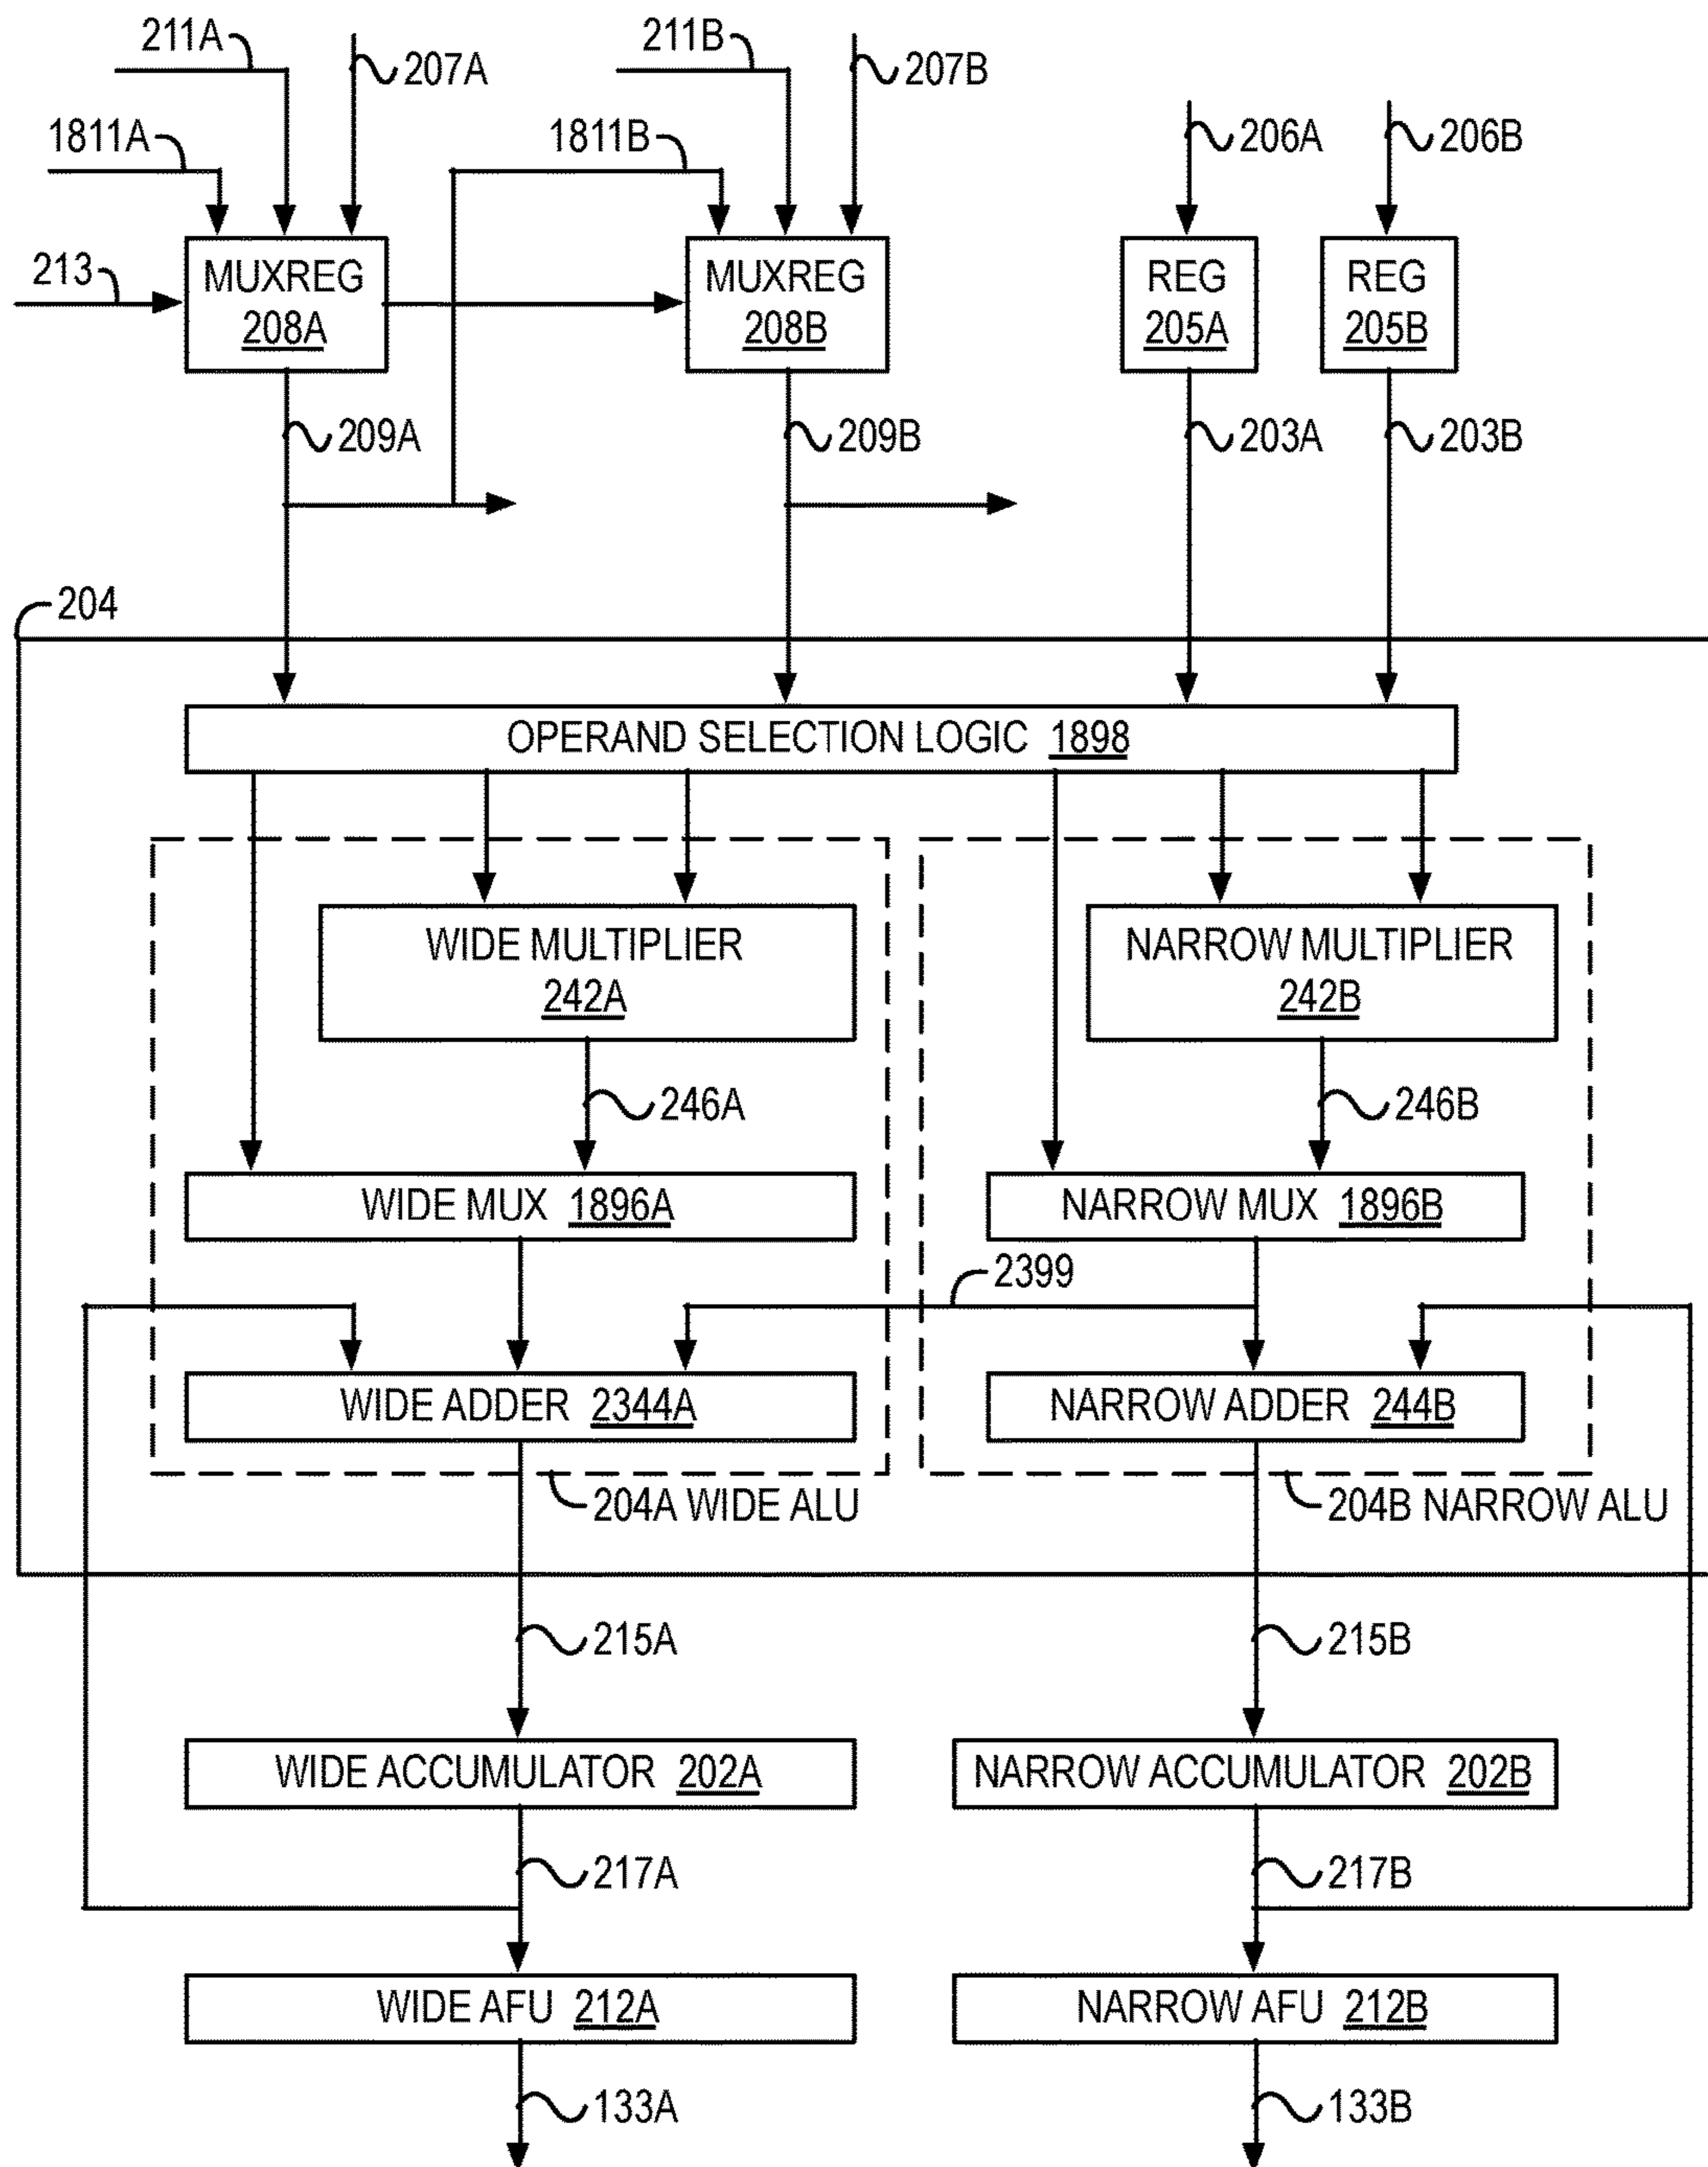 211A
207A
211B
207B
1811A
1811B
206A
206B
213
MUXREG
208A
MUXREG
208B
REG
205A
REG
205B
209A
209B
203A
203B
204
OPERAND SELECTION LOGIC 1898
WIDE MULTIPLIER
242A
NARROW MULTIPLIER
242B
246A
246B
WIDE MUX 1896A
NARROW MUX 1896B
2399
WIDE ADDER 2344A
NARROW ADDER 244B
204A WIDE ALU
204B NARROW ALU
215A
215B
WIDE ACCUMULATOR 202A
NARROW ACCUMULATOR 202B
217A
217B
WIDE AFU 212A
NARROW AFU 212B
133A
133B